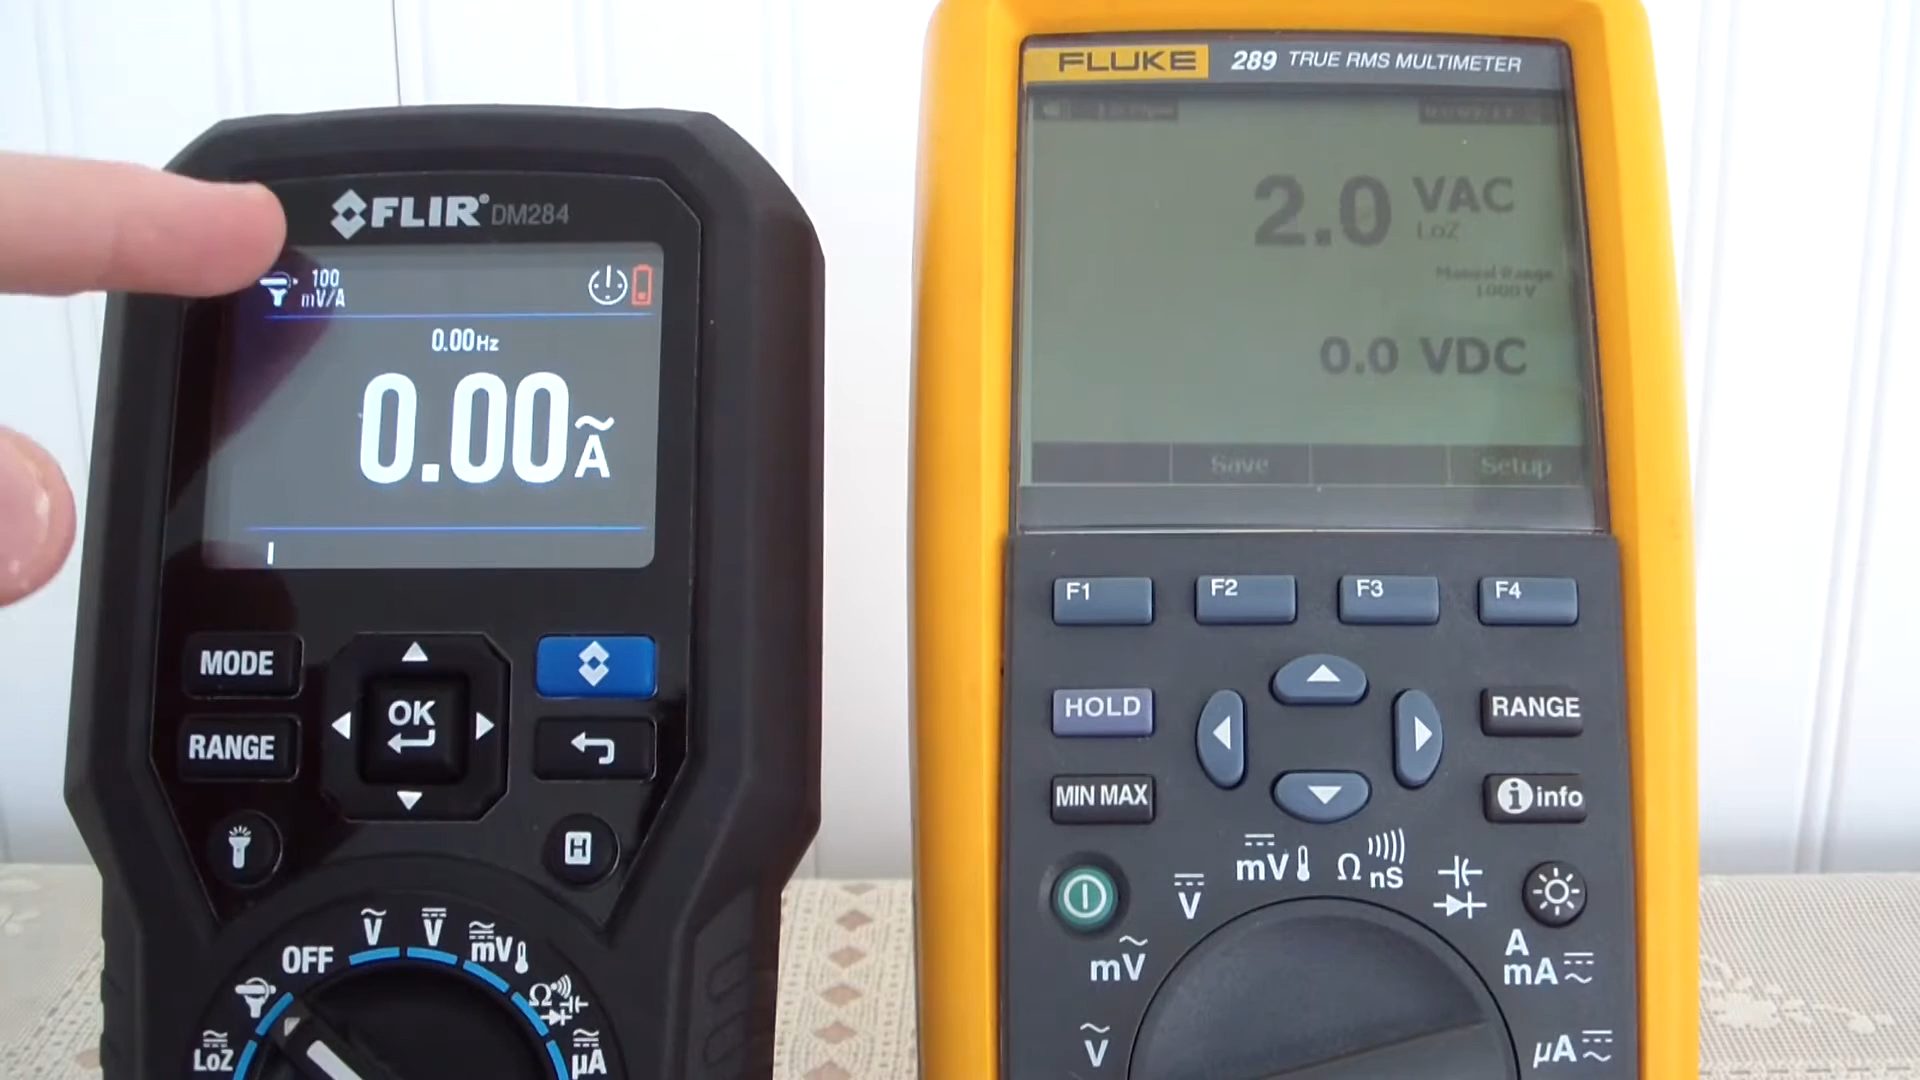 FLIR® DM284
100
mV/A
0.00Hz
0.00 A
MODE
OK
RANGE
H
OFF
V
V
mV
Ω
LoZ
µA
FLUKE 289 TRUE RMS MULTIMETER
2.0 VAC
LoZ
Manual Range
1000 V
0.0 VDC
Save
Setup
F1
F2
F3
F4
HOLD
RANGE
MIN MAX
i info
mV
Ω
nS
V
mV
A
mA
V
µA